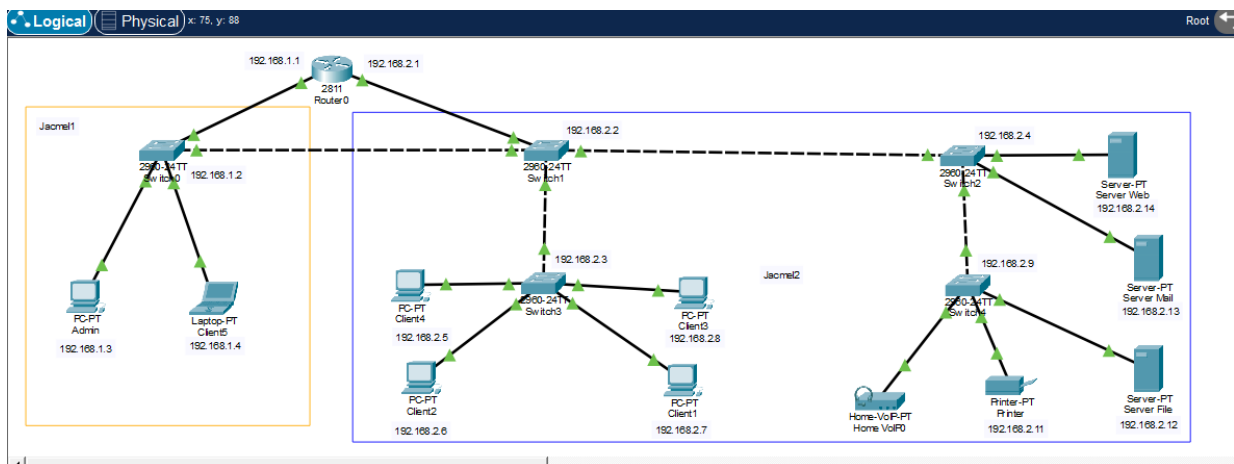 Logical Physical x: 75, y: 88 Root
192.168.1.1
192.168.2.1
2811
Router0
Jacmel1
192.168.2.2
192.168.2.4
2960-24TT
Switch0
192.168.1.2
2960-24TT
Switch1
2960-24TT
Switch2
Server-PT
Server Web
192.168.2.14
192.168.2.3
192.168.2.9
Jacmel2
PC-PT
Admin
192.168.1.3
Laptop-PT
Client5
192.168.1.4
PC-PT
Client4
192.168.2.5
2960-24TT
Switch3
PC-PT
Client3
192.168.2.8
2960-24TT
Switch4
Server-PT
Server Mail
192.168.2.13
PC-PT
Client2
192.168.2.6
PC-PT
Client1
192.168.2.7
Home-VoIP-PT
Home VoIP0
Printer-PT
Printer
192.168.2.11
Server-PT
Server File
192.168.2.12